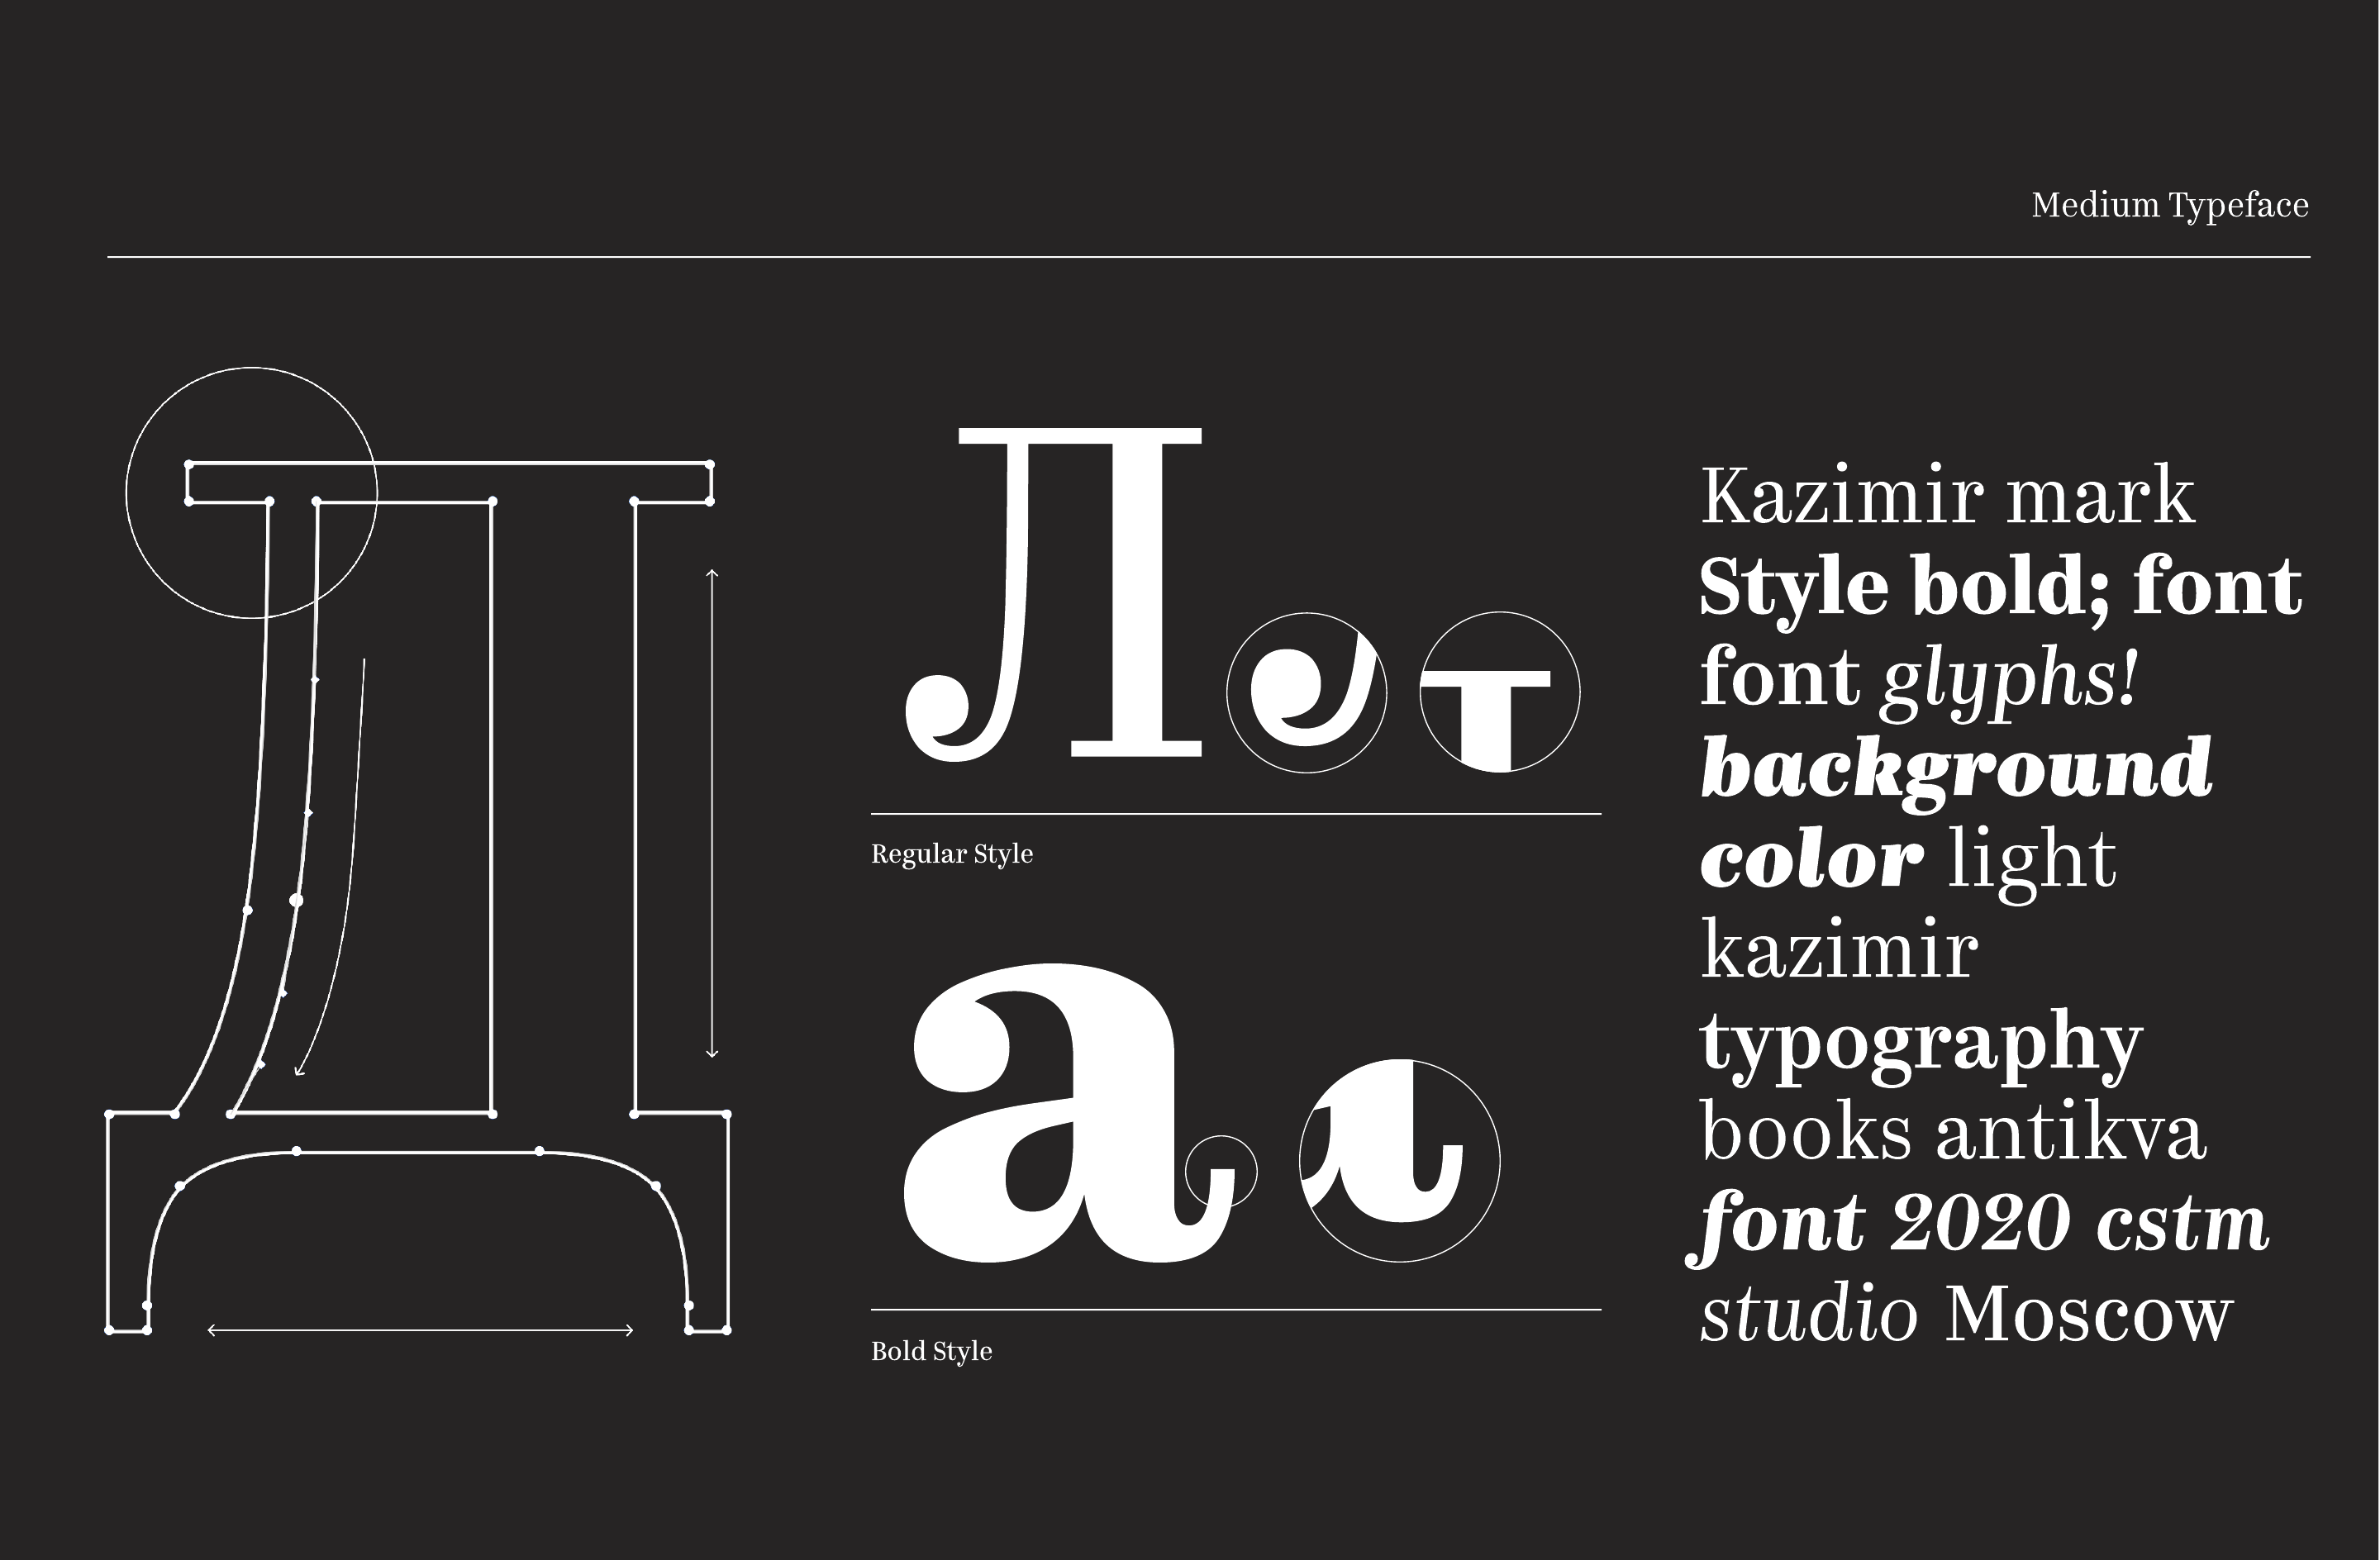 Medium Typeface
Д
Л
Regular Style
а
Bold Style
Kazimir mark
Style bold; font
font glyphs!
background
color light
kazimir
typography
books antikva
font 2020 cstm
studio Moscow